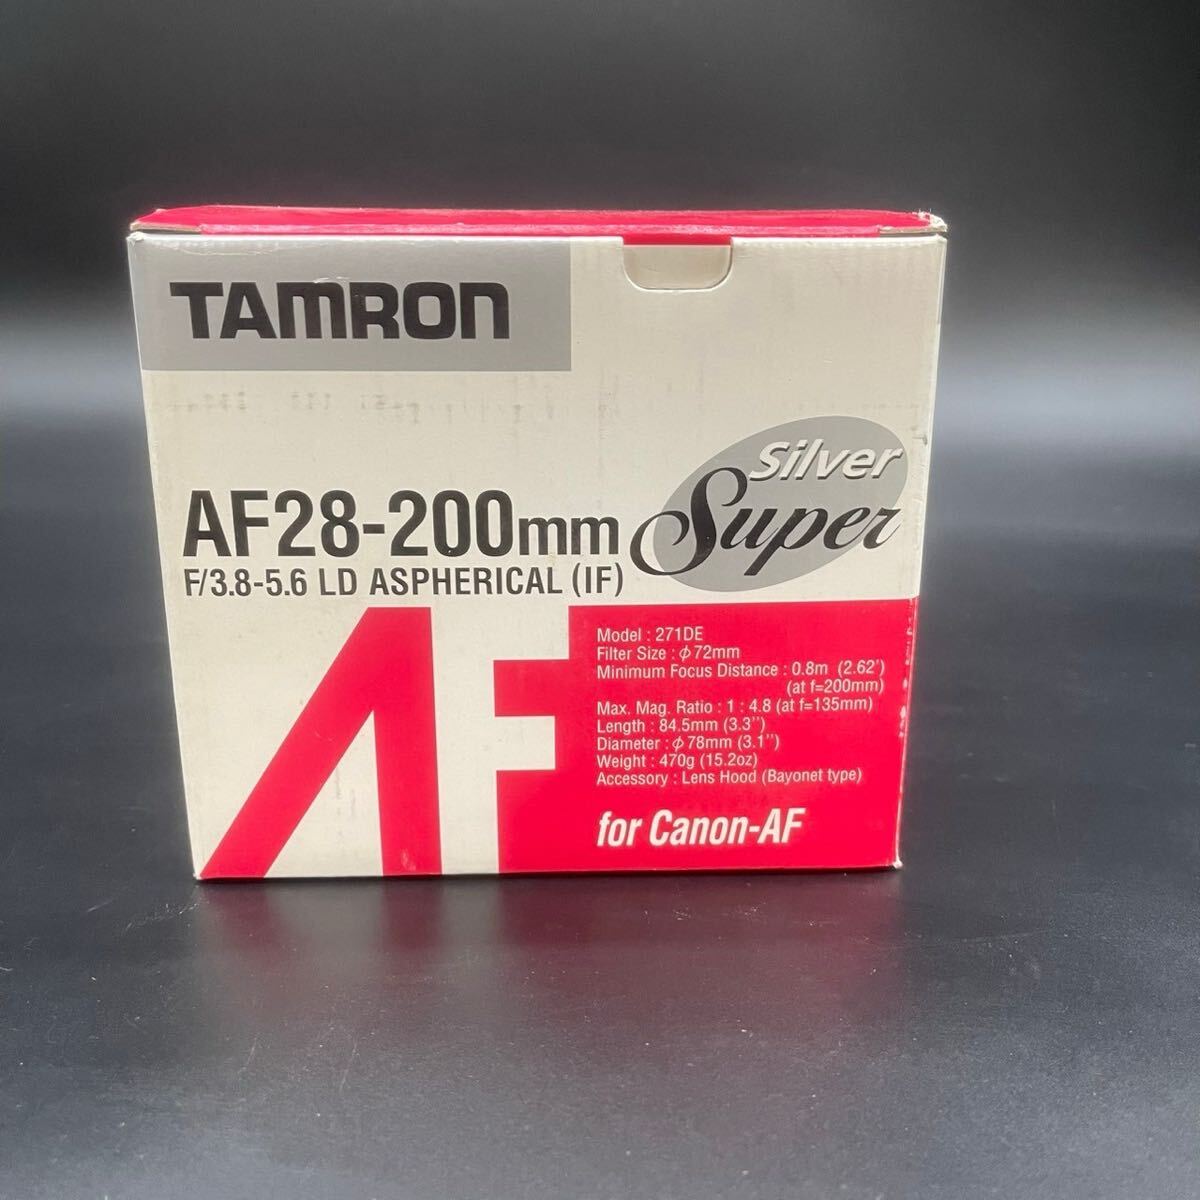 TAMRON
Silver
Super
AF28-200mm
F/3.8-5.6 LD ASPHERICAL (IF)
AF
Model : 271DE
Filter Size : ϕ72mm
Minimum Focus Distance : 0.8m (2.62')
(at f=200mm)
Max. Mag. Ratio : 1 : 4.8 (at f=135mm)
Length : 84.5mm (3.3'')
Diameter : ϕ78mm (3.1'')
Weight : 470g (15.2oz)
Accessory : Lens Hood (Bayonet type)
for Canon-AF